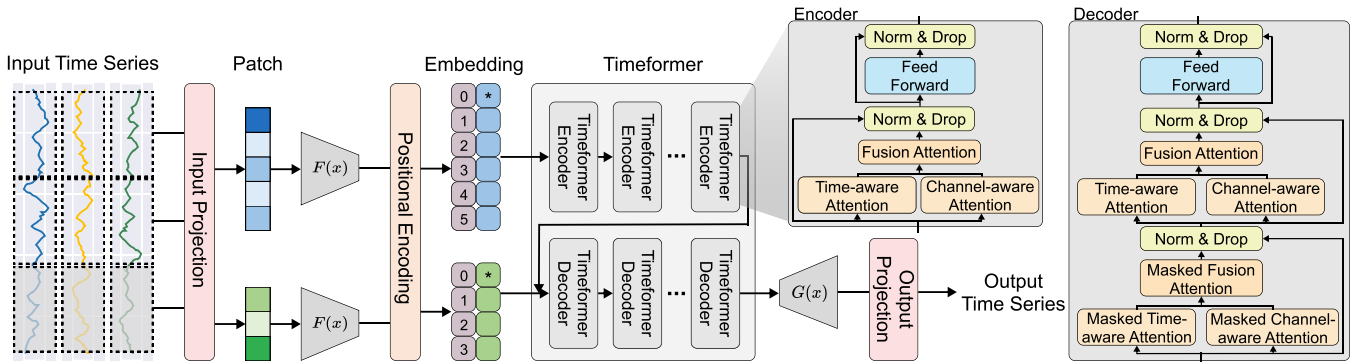 Input Time Series
Patch
Embedding
Timeformer
Encoder
Decoder
Input Projection
F(x)
F(x)
Positional Encoding
0 *
1
2
3
4
5
0 *
1
2
3
Timeformer
Encoder
Timeformer
Encoder
...
Timeformer
Encoder
Timeformer
Decoder
Timeformer
Decoder
...
Timeformer
Decoder
G(x)
Output
Projection
Output
Time Series
Norm & Drop
Feed
Forward
Norm & Drop
Fusion Attention
Time-aware
Attention
Channel-aware
Attention
Norm & Drop
Feed
Forward
Norm & Drop
Fusion Attention
Time-aware
Attention
Channel-aware
Attention
Norm & Drop
Masked Fusion
Attention
Masked Time-
aware Attention
Masked Channel-
aware Attention